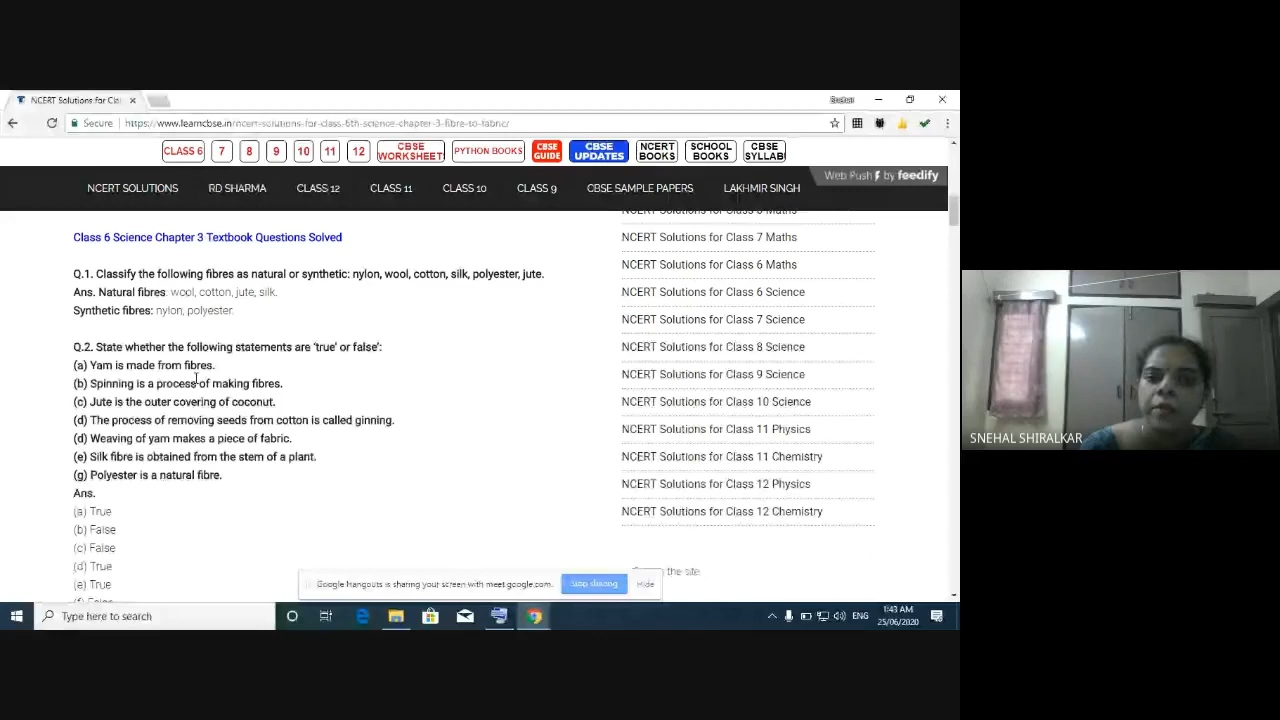 NCERT Solutions for Cla
Secure https://www.learncbse.in/ncert-solutions-for-class-6th-science-chapter-3-fibre-to-fabric/
CLASS 6 7 8 9 10 11 12 CBSE WORKSHEET PYTHON BOOKS CBSE GUIDE CBSE UPDATES NCERT BOOKS SCHOOL BOOKS CBSE SYLLAB
Web Push by feedify
NCERT SOLUTIONS RD SHARMA CLASS 12 CLASS 11 CLASS 10 CLASS 9 CBSE SAMPLE PAPERS LAKHMIR SINGH
Class 6 Science Chapter 3 Textbook Questions Solved
Q.1. Classify the following fibres as natural or synthetic: nylon, wool, cotton, silk, polyester, jute.
Ans. Natural fibres: wool, cotton, jute, silk.
Synthetic fibres: nylon, polyester.
Q.2. State whether the following statements are ‘true’ or false’:
(a) Yam is made from fibres.
(b) Spinning is a process of making fibres.
(c) Jute is the outer covering of coconut.
(d) The process of removing seeds from cotton is called ginning.
(d) Weaving of yam makes a piece of fabric.
(e) Silk fibre is obtained from the stem of a plant.
(g) Polyester is a natural fibre.
Ans.
(a) True
(b) False
(c) False
(d) True
(e) True
(f) False
NCERT Solutions for Class 8 Maths
NCERT Solutions for Class 7 Maths
NCERT Solutions for Class 6 Maths
NCERT Solutions for Class 6 Science
NCERT Solutions for Class 7 Science
NCERT Solutions for Class 8 Science
NCERT Solutions for Class 9 Science
NCERT Solutions for Class 10 Science
NCERT Solutions for Class 11 Physics
NCERT Solutions for Class 11 Chemistry
NCERT Solutions for Class 12 Physics
NCERT Solutions for Class 12 Chemistry
the site
Google Hangouts is sharing your screen with meet.google.com. Stop sharing Hide
Type here to search
ENG
1:43 AM
25/06/2020
SNEHAL SHIRALKAR